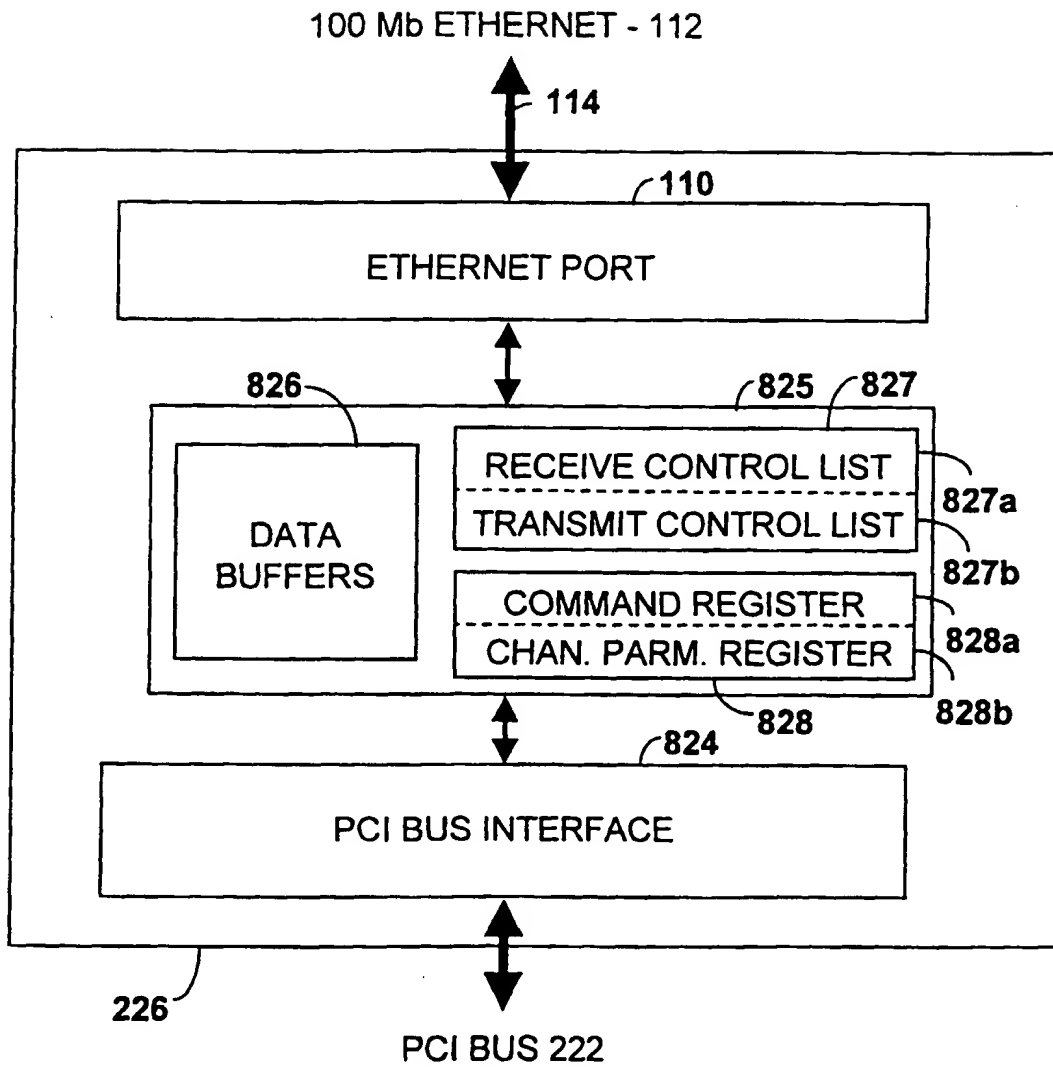 100 Mb ETHERNET - 112
114
110
ETHERNET PORT
826
825
827
DATA
BUFFERS
RECEIVE CONTROL LIST
827a
TRANSMIT CONTROL LIST
827b
COMMAND REGISTER
828a
CHAN. PARM. REGISTER
828b
828
824
PCI BUS INTERFACE
226
PCI BUS 222